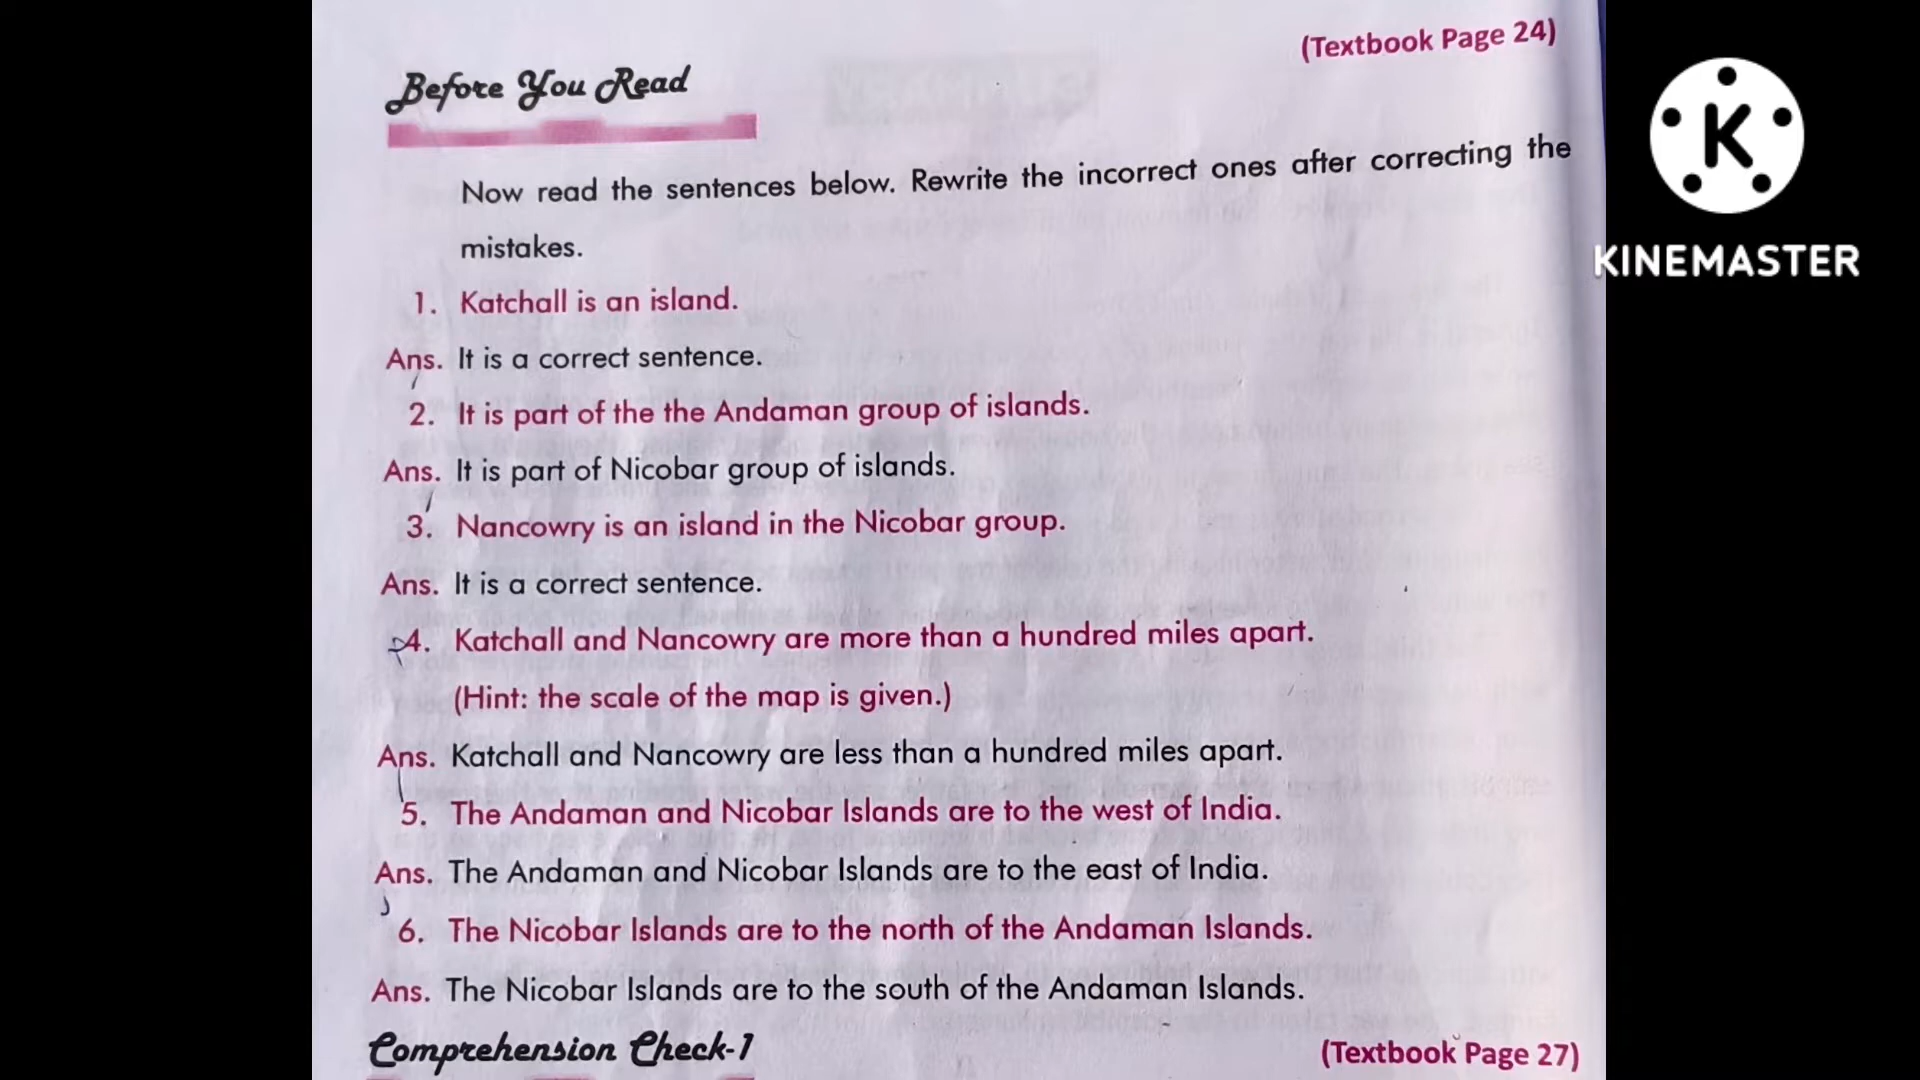 (Textbook Page 24)
Before You Read
Now read the sentences below. Rewrite the incorrect ones after correcting the
mistakes.
1. Katchall is an island.
Ans. It is a correct sentence.
2. It is part of the the Andaman group of islands.
Ans. It is part of Nicobar group of islands.
3. Nancowry is an island in the Nicobar group.
Ans. It is a correct sentence.
4. Katchall and Nancowry are more than a hundred miles apart.
(Hint: the scale of the map is given.)
Ans. Katchall and Nancowry are less than a hundred miles apart.
5. The Andaman and Nicobar Islands are to the west of India.
Ans. The Andaman and Nicobar Islands are to the east of India.
6. The Nicobar Islands are to the north of the Andaman Islands.
Ans. The Nicobar Islands are to the south of the Andaman Islands.
Comprehension Check-1
(Textbook Page 27)
K
KINEMASTER